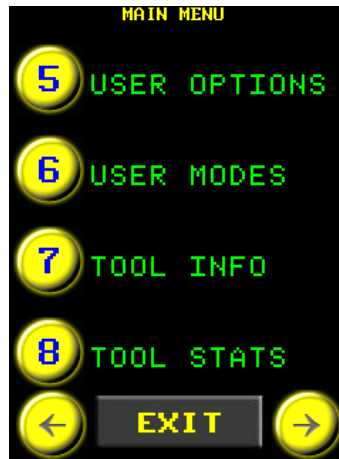 MAIN MENU
5 USER OPTIONS
6 USER MODES
7 TOOL INFO
8 TOOL STATS
← EXIT →